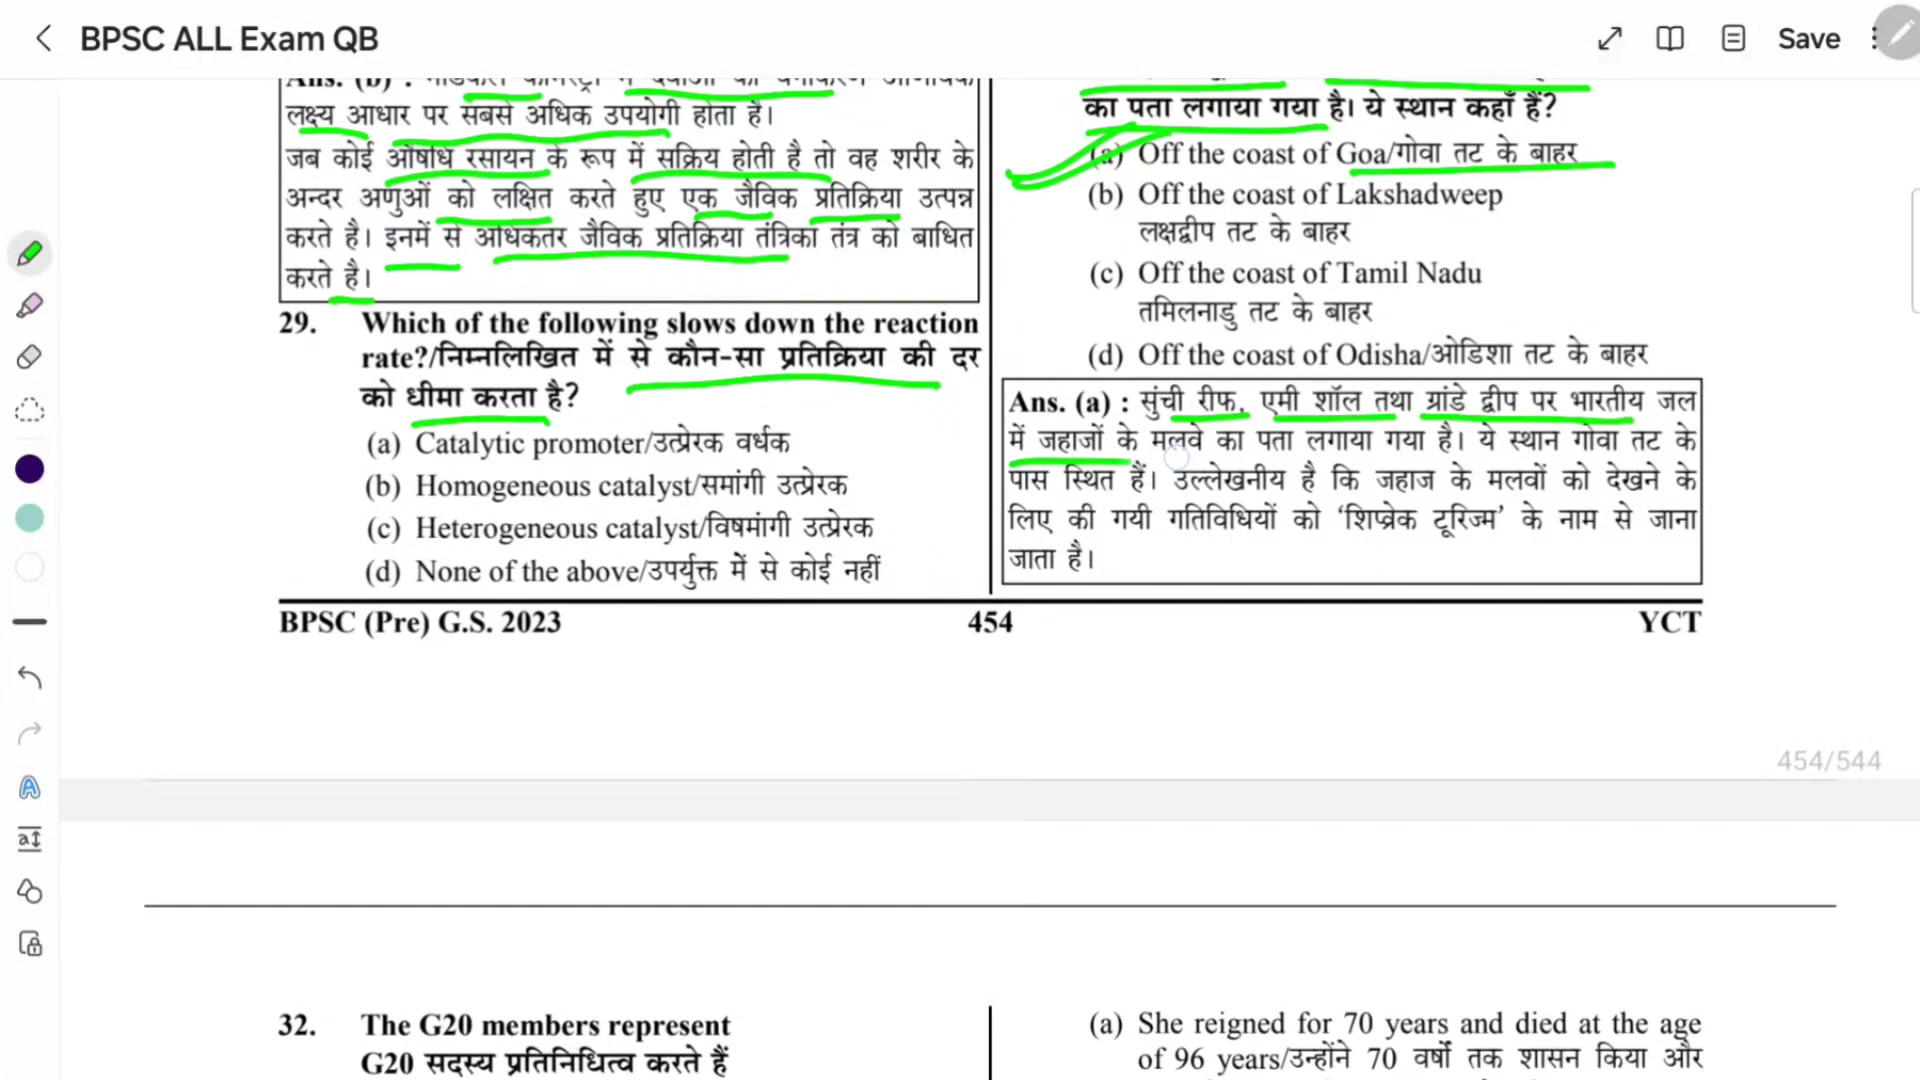 BPSC ALL Exam QB
Save
Ans. (b) :
लक्ष्य आधार पर सबसे अधिक उपयोगी होता है।
जब कोई औषधि रसायन के रूप में सक्रिय होती है तो वह शरीर के
अन्दर अणुओं को लक्षित करते हुए एक जैविक प्रतिक्रिया उत्पन्न
करते है। इनमें से अधिकतर जैविक प्रतिक्रिया तंत्रिका तंत्र को बाधित
करते है।
29. Which of the following slows down the reaction
rate?/निम्नलिखित में से कौन-सा प्रतिक्रिया की दर
को धीमा करता है?
(a) Catalytic promoter/उत्प्रेरक वर्धक
(b) Homogeneous catalyst/समांगी उत्प्रेरक
(c) Heterogeneous catalyst/विषमांगी उत्प्रेरक
(d) None of the above/उपर्युक्त में से कोई नहीं
का पता लगाया गया है। ये स्थान कहाँ हैं?
(a) Off the coast of Goa/गोवा तट के बाहर
(b) Off the coast of Lakshadweep
लक्षद्वीप तट के बाहर
(c) Off the coast of Tamil Nadu
तमिलनाडु तट के बाहर
(d) Off the coast of Odisha/ओडिशा तट के बाहर
Ans. (a) : सुंची रीफ, एमी शॉल तथा ग्रांडे द्वीप पर भारतीय जल
में जहाजों के मलवे का पता लगाया गया है। ये स्थान गोवा तट के
पास स्थित हैं। उल्लेखनीय है कि जहाज के मलवों को देखने के
लिए की गयी गतिविधियों को ‘शिप्व्रेक टूरिज्म’ के नाम से जाना
जाता है।
BPSC (Pre) G.S. 2023 454 YCT
454/544
32. The G20 members represent
G20 सदस्य प्रतिनिधित्व करते हैं
(a) She reigned for 70 years and died at the age
of 96 years/उन्होंने 70 वर्षों तक शासन किया और